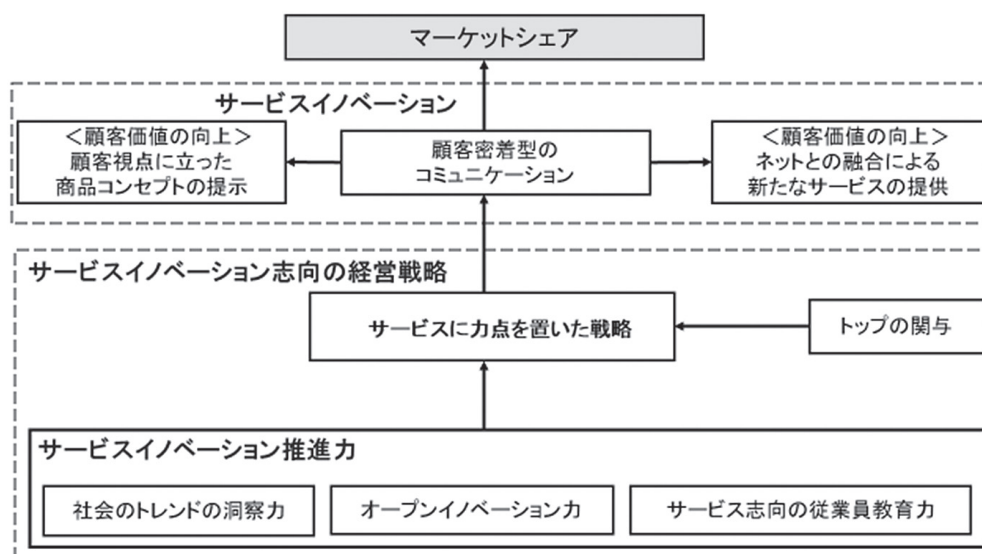 マーケットシェア
サービスイノベーション
＜顧客価値の向上＞
顧客視点に立った
商品コンセプトの提示
顧客密着型の
コミュニケーション
＜顧客価値の向上＞
ネットとの融合による
新たなサービスの提供
サービスイノベーション志向の経営戦略
サービスに力点を置いた戦略
トップの関与
サービスイノベーション推進力
社会のトレンドの洞察力
オープンイノベーション力
サービス志向の従業員教育力